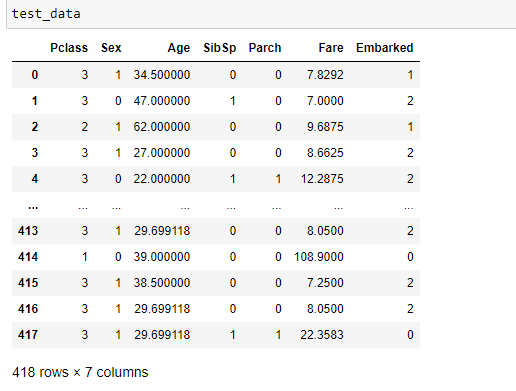 test_data
Pclass Sex Age SibSp Parch Fare Embarked
0 3 1 34.500000 0 0 7.8292 1
1 3 0 47.000000 1 0 7.0000 2
2 2 1 62.000000 0 0 9.6875 1
3 3 1 27.000000 0 0 8.6625 2
4 3 0 22.000000 1 1 12.2875 2
... ... ... ... ... ... ... ...
413 3 1 29.699118 0 0 8.0500 2
414 1 0 39.000000 0 0 108.9000 0
415 3 1 38.500000 0 0 7.2500 2
416 3 1 29.699118 0 0 8.0500 2
417 3 1 29.699118 1 1 22.3583 0
418 rows × 7 columns